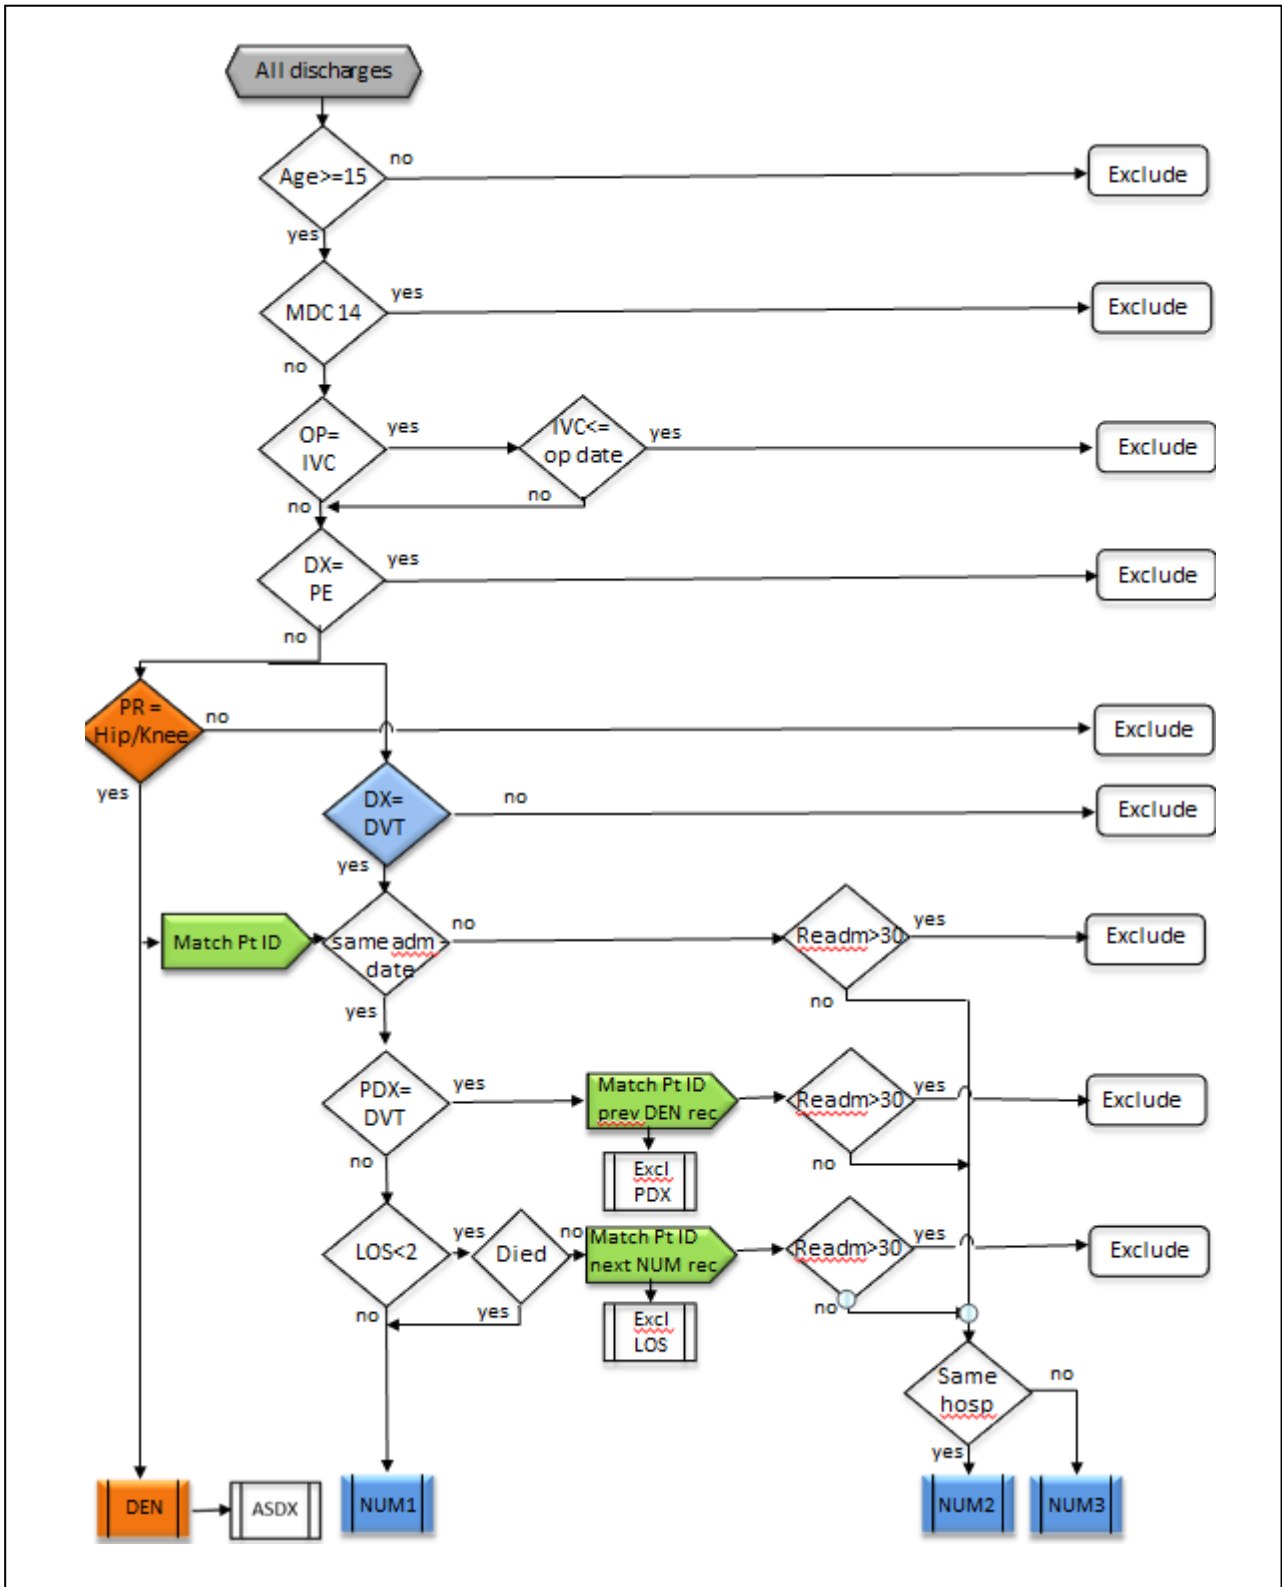 All discharges
Age>=15
no
Exclude
yes
MDC 14
yes
Exclude
no
OP=
IVC
yes
IVC<=
op date
yes
Exclude
no
no
DX=
PE
yes
Exclude
no
PR =
Hip/Knee
no
Exclude
yes
DX=
DVT
no
Exclude
yes
Match Pt ID
same adm -
date
no
Readm>30
yes
Exclude
yes
no
PDX=
DVT
yes
Match Pt ID
prev DEN rec
Readm>30
yes
Exclude
no
Excl
PDX
no
LOS<2
yes
Died
no
Match Pt ID
next NUM rec
Readm>30
yes
Exclude
no
yes
Excl
LOS
no
Same
hosp
no
yes
DEN
ASDX
NUM1
NUM2
NUM3